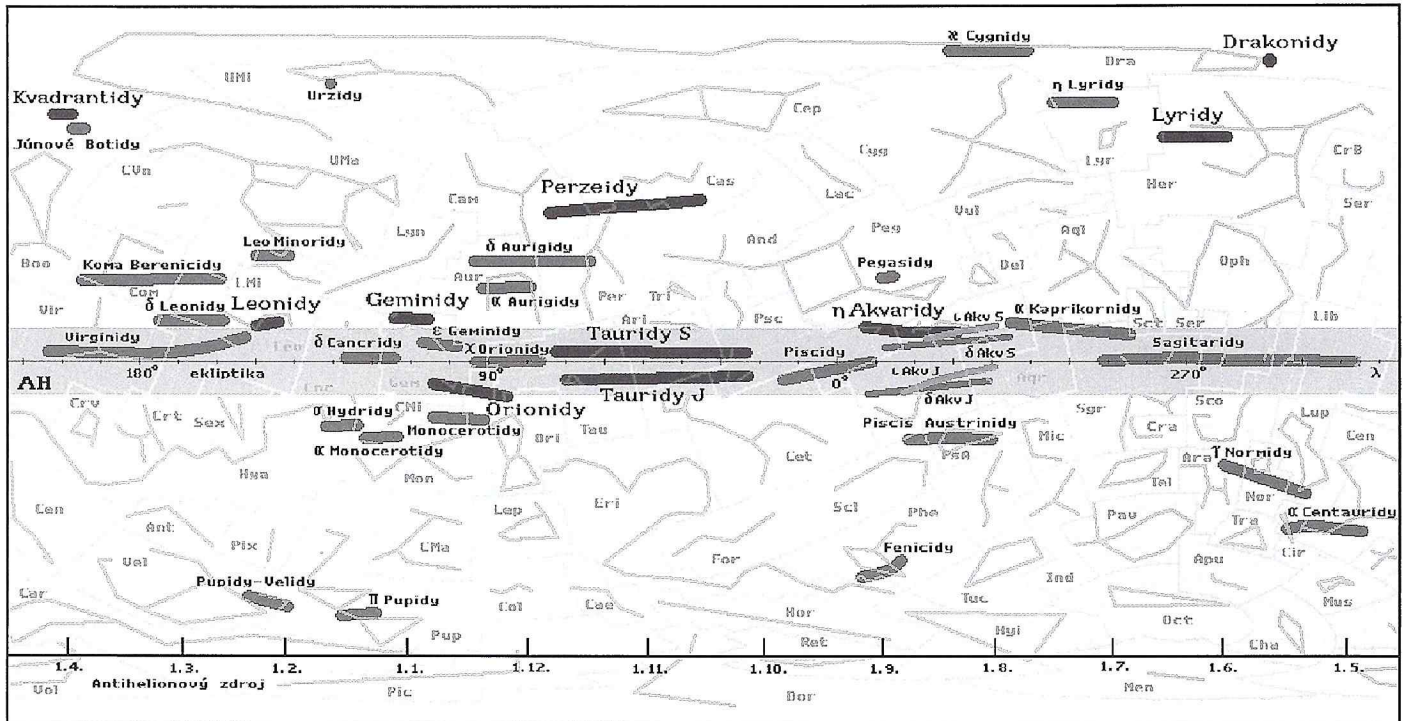 ϰ Cygnidy
Drakonidy
Dra
UMi
Urzidy
η Lyridy
Kvadrantidy
Cep
Lyridy
Júnové Botidy
CVn
UMa
Cyg
Lyr
CrB
Her
Perzeidy
Cas
Cam
Lac
Ser
Lyn
Vul
And
Peg
Aql
Leo Minoridy
δ Aurigidy
Boo
Koma Berenicidy
Pegasidy
Del
Oph
Com
LMi
Aur
α Aurigidy
Per
Tri
Vir
δ Leonidy
Leonidy
Geminidy
Ari
Psc
η Akvaridy
ι Akv S
α Kaprikornidy
Sct
Ser
Lib
Virginidy
Leo
δ Cancridy
ε Geminidy
χ Orionidy
Tauridy S
Piscidy
δ Akv S
Sagitaridy
180°
ekliptika
90°
0°
270°
λ
AH
Cnc
Gem
Tauridy J
ι Akv J
δ Akv J
Aqr
Crv
Crt
Sex
σ Hydridy
CMi
Orionidy
Monocerotidy
Piscis Austrinidy
Sgr
Sco
Lup
Cra
Cen
α Monocerotidy
Ori
Tau
Cet
PsA
Mic
Ara
γ Normidy
Hya
Mon
Tel
Nor
Cen
Ant
Lep
Eri
Scl
Phe
Pav
Tra
α Centauridy
Pix
Vel
CMa
For
Fenicidy
Apu
Cir
Ind
Pupidy-Velidy
Car
π Pupidy
Col
Cae
Hor
Tuc
Oct
Mus
Pup
Ret
Hyi
Cha
1.4.
1.3.
1.2.
1.1.
1.12.
1.11.
1.10.
1.9.
1.8.
1.7.
1.6.
1.5.
Vol
Antihelionový zdroj
Pic
Dor
Men